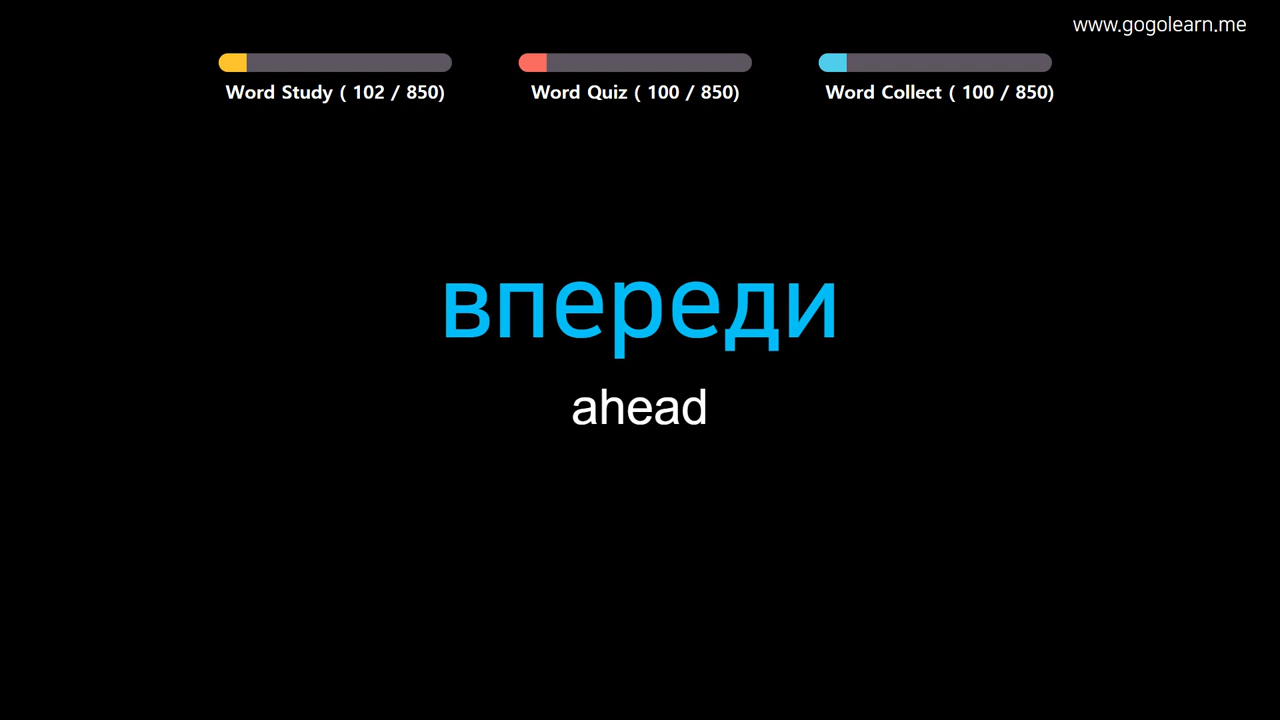 www.gogolearn.me
Word Study ( 102 / 850)
Word Quiz ( 100 / 850)
Word Collect ( 100 / 850)
впереди
ahead